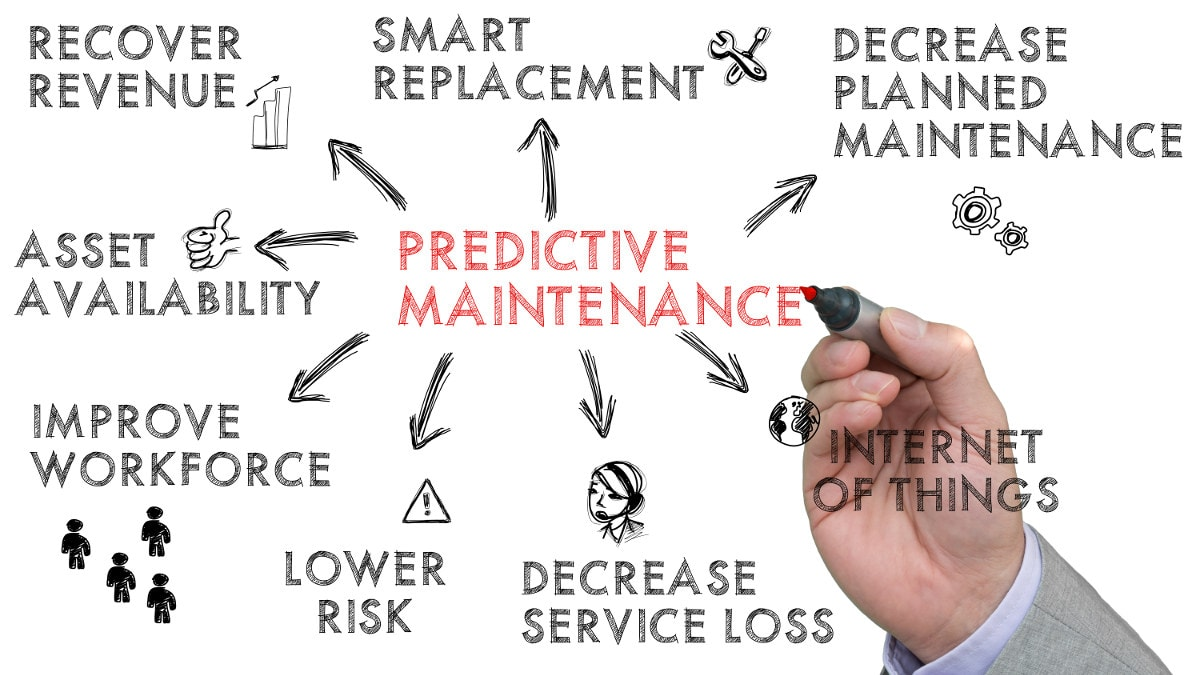 RECOVER
REVENUE
SMART
REPLACEMENT
DECREASE
PLANNED
MAINTENANCE
ASSET
AVAILABILITY
PREDICTIVE
MAINTENANCE
IMPROVE
WORKFORCE
INTERNET
OF THINGS
LOWER
RISK
DECREASE
SERVICE LOSS